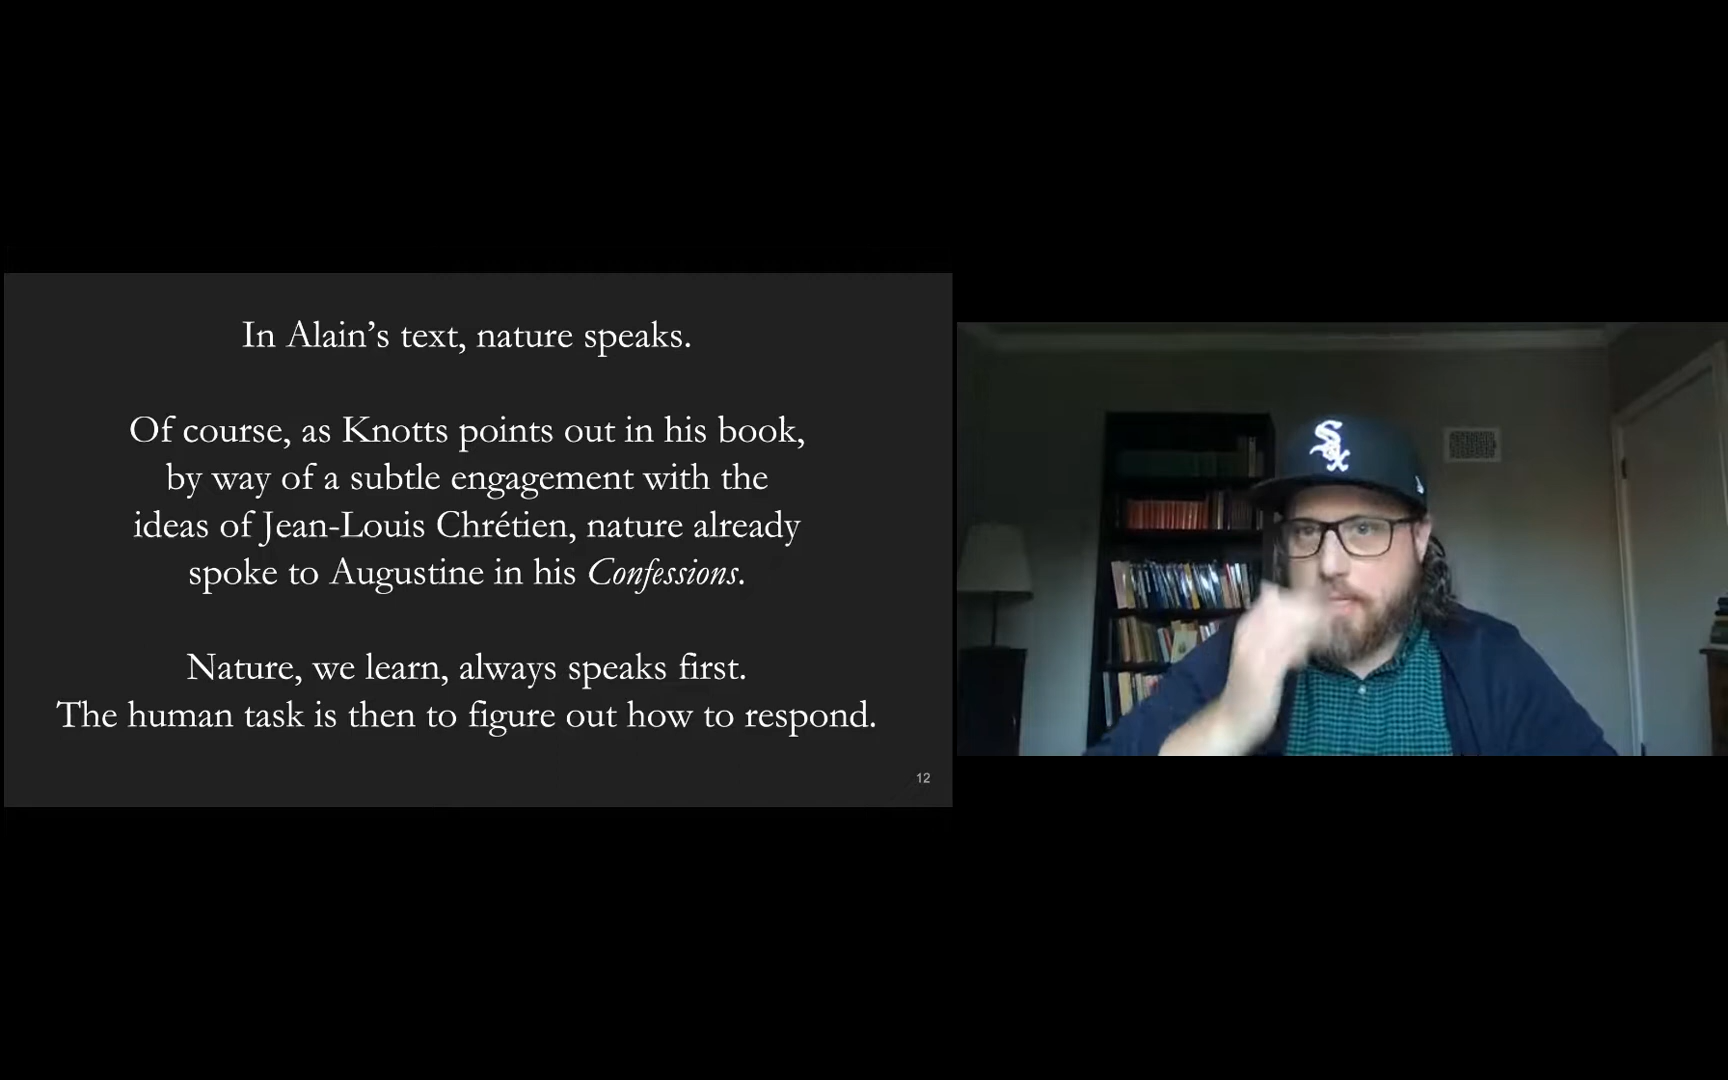 In Alain’s text, nature speaks.
Of course, as Knotts points out in his book,
by way of a subtle engagement with the
ideas of Jean-Louis Chrétien, nature already
spoke to Augustine in his Confessions.
Nature, we learn, always speaks first.
The human task is then to figure out how to respond.
12
Sox